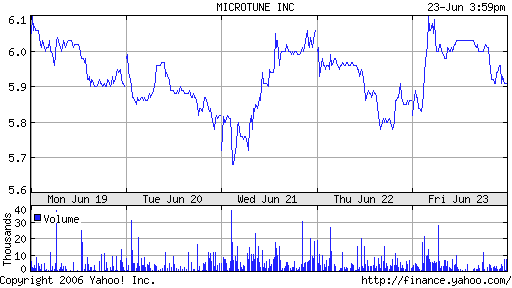 MICROTUNE INC 23-Jun 3:59pm
6.1
6.0
5.9
5.8
5.7
5.6
Mon Jun 19 Tue Jun 20 Wed Jun 21 Thu Jun 22 Fri Jun 23
40
30
20
10
0
Thousands
Volume
Copyright 2006 Yahoo! Inc. http://finance.yahoo.com/